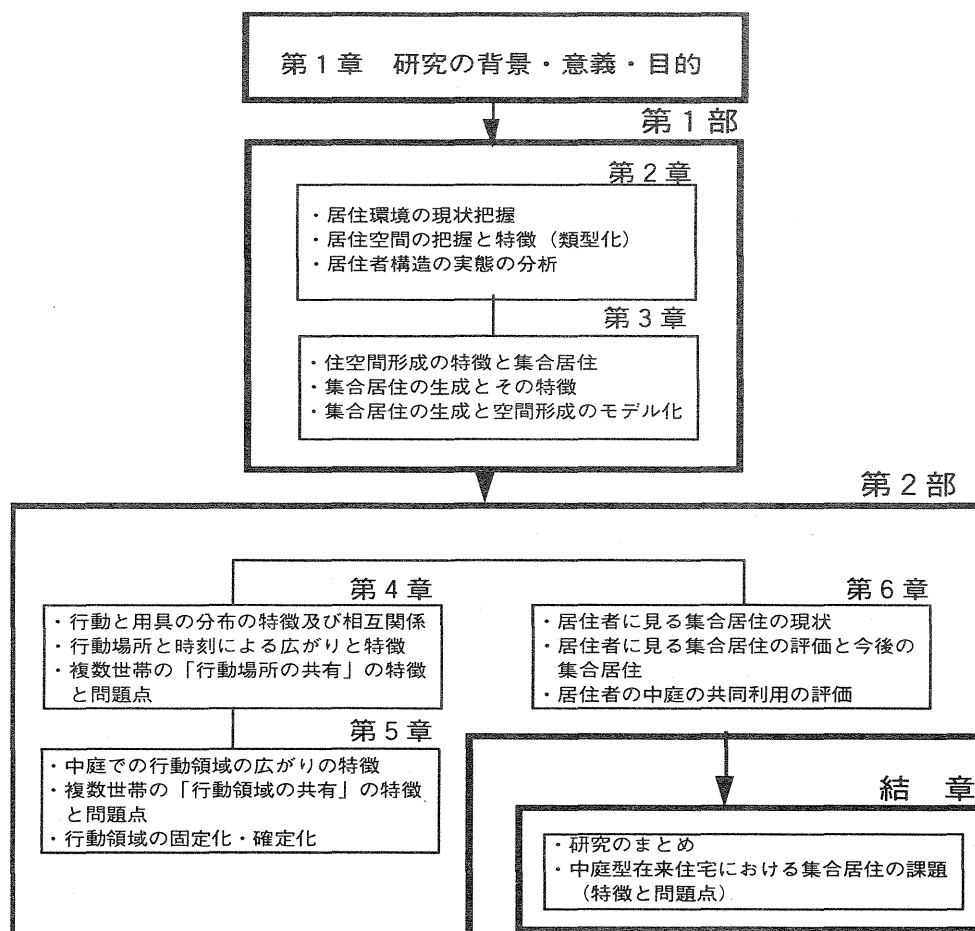 第1章　研究の背景・意義・目的
第1部
第2章
・居住環境の現状把握
・居住空間の把握と特徴（類型化）
・居住者構造の実態の分析
第3章
・住空間形成の特徴と集合居住
・集合居住の生成とその特徴
・集合居住の生成と空間形成のモデル化
第2部
第4章
・行動と用具の分布の特徴及び相互関係
・行動場所と時刻による広がりと特徴
・複数世帯の「行動場所の共有」の特徴
と問題点
第5章
・中庭での行動領域の広がりの特徴
・複数世帯の「行動領域の共有」の特徴
と問題点
・行動領域の固定化・確定化
第6章
・居住者に見る集合居住の現状
・居住者に見る集合居住の評価と今後の
集合居住
・居住者の中庭の共同利用の評価
結　章
・研究のまとめ
・中庭型在来住宅における集合居住の課題
（特徴と問題点）